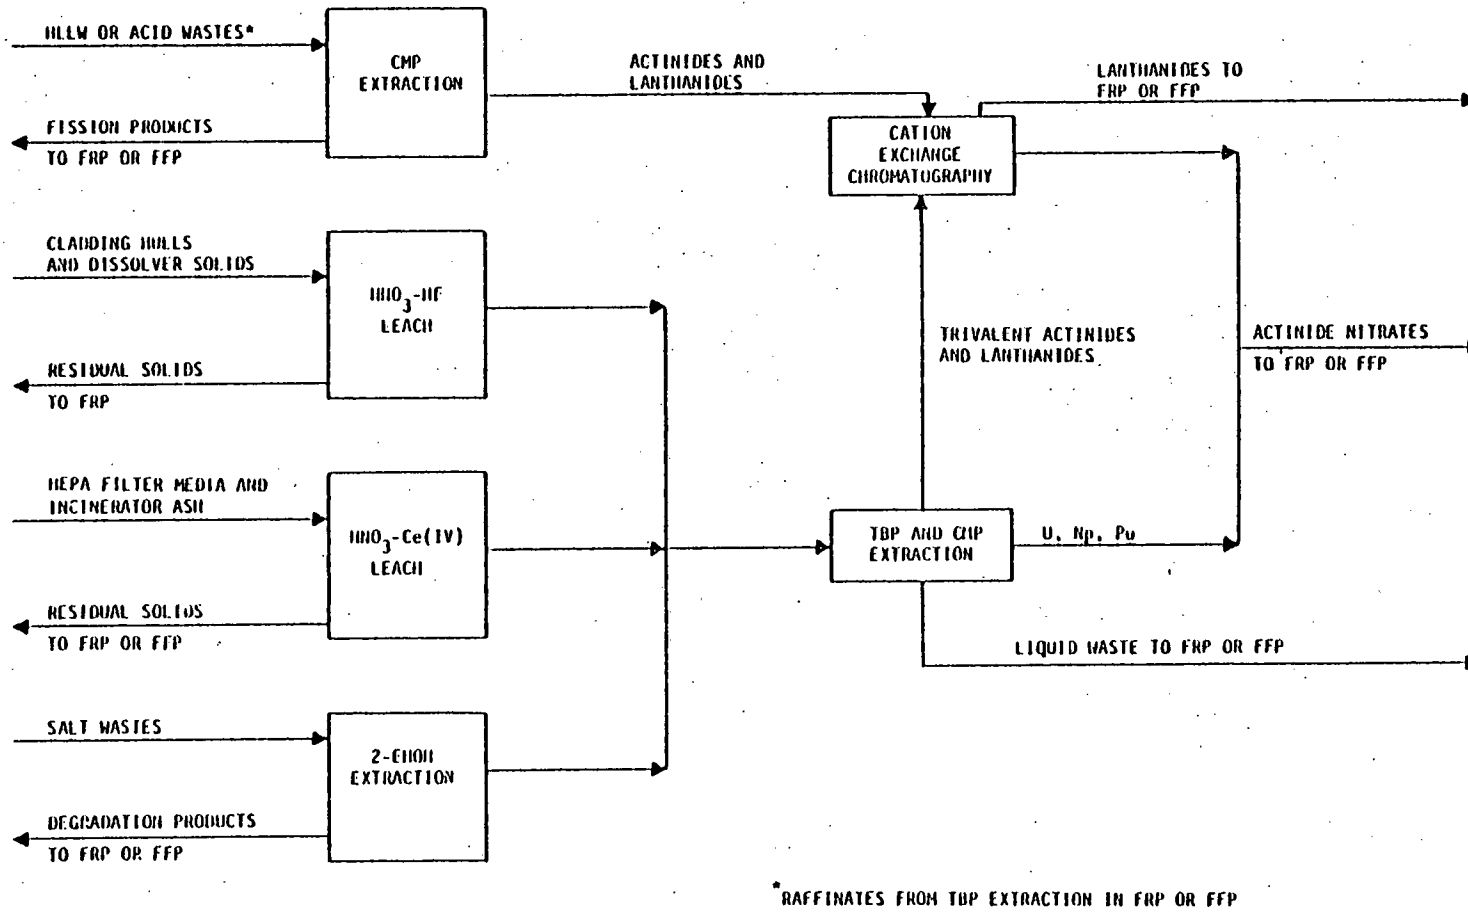 HLLW OR ACID WASTES*
CMP
EXTRACTION
FISSION PRODUCTS
TO FRP OR FFP
ACTINIDES AND
LANTHANIDES
LANTHANIDES TO
FRP OR FFP
CATION
EXCHANGE
CHROMATOGRAPHY
CLADDING HULLS
AND DISSOLVER SOLIDS
HNO3-HF
LEACH
RESIDUAL SOLIDS
TO FRP
TRIVALENT ACTINIDES
AND LANTHANIDES
ACTINIDE NITRATES
TO FRP OR FFP
HEPA FILTER MEDIA AND
INCINERATOR ASH
HNO3-Ce(IV)
LEACH
RESIDUAL SOLIDS
TO FRP OR FFP
TBP AND CMP
EXTRACTION
U, Np, Pu
LIQUID WASTE TO FRP OR FFP
SALT WASTES
2-EHOH
EXTRACTION
DEGRADATION PRODUCTS
TO FRP OR FFP
*RAFFINATES FROM TBP EXTRACTION IN FRP OR FFP